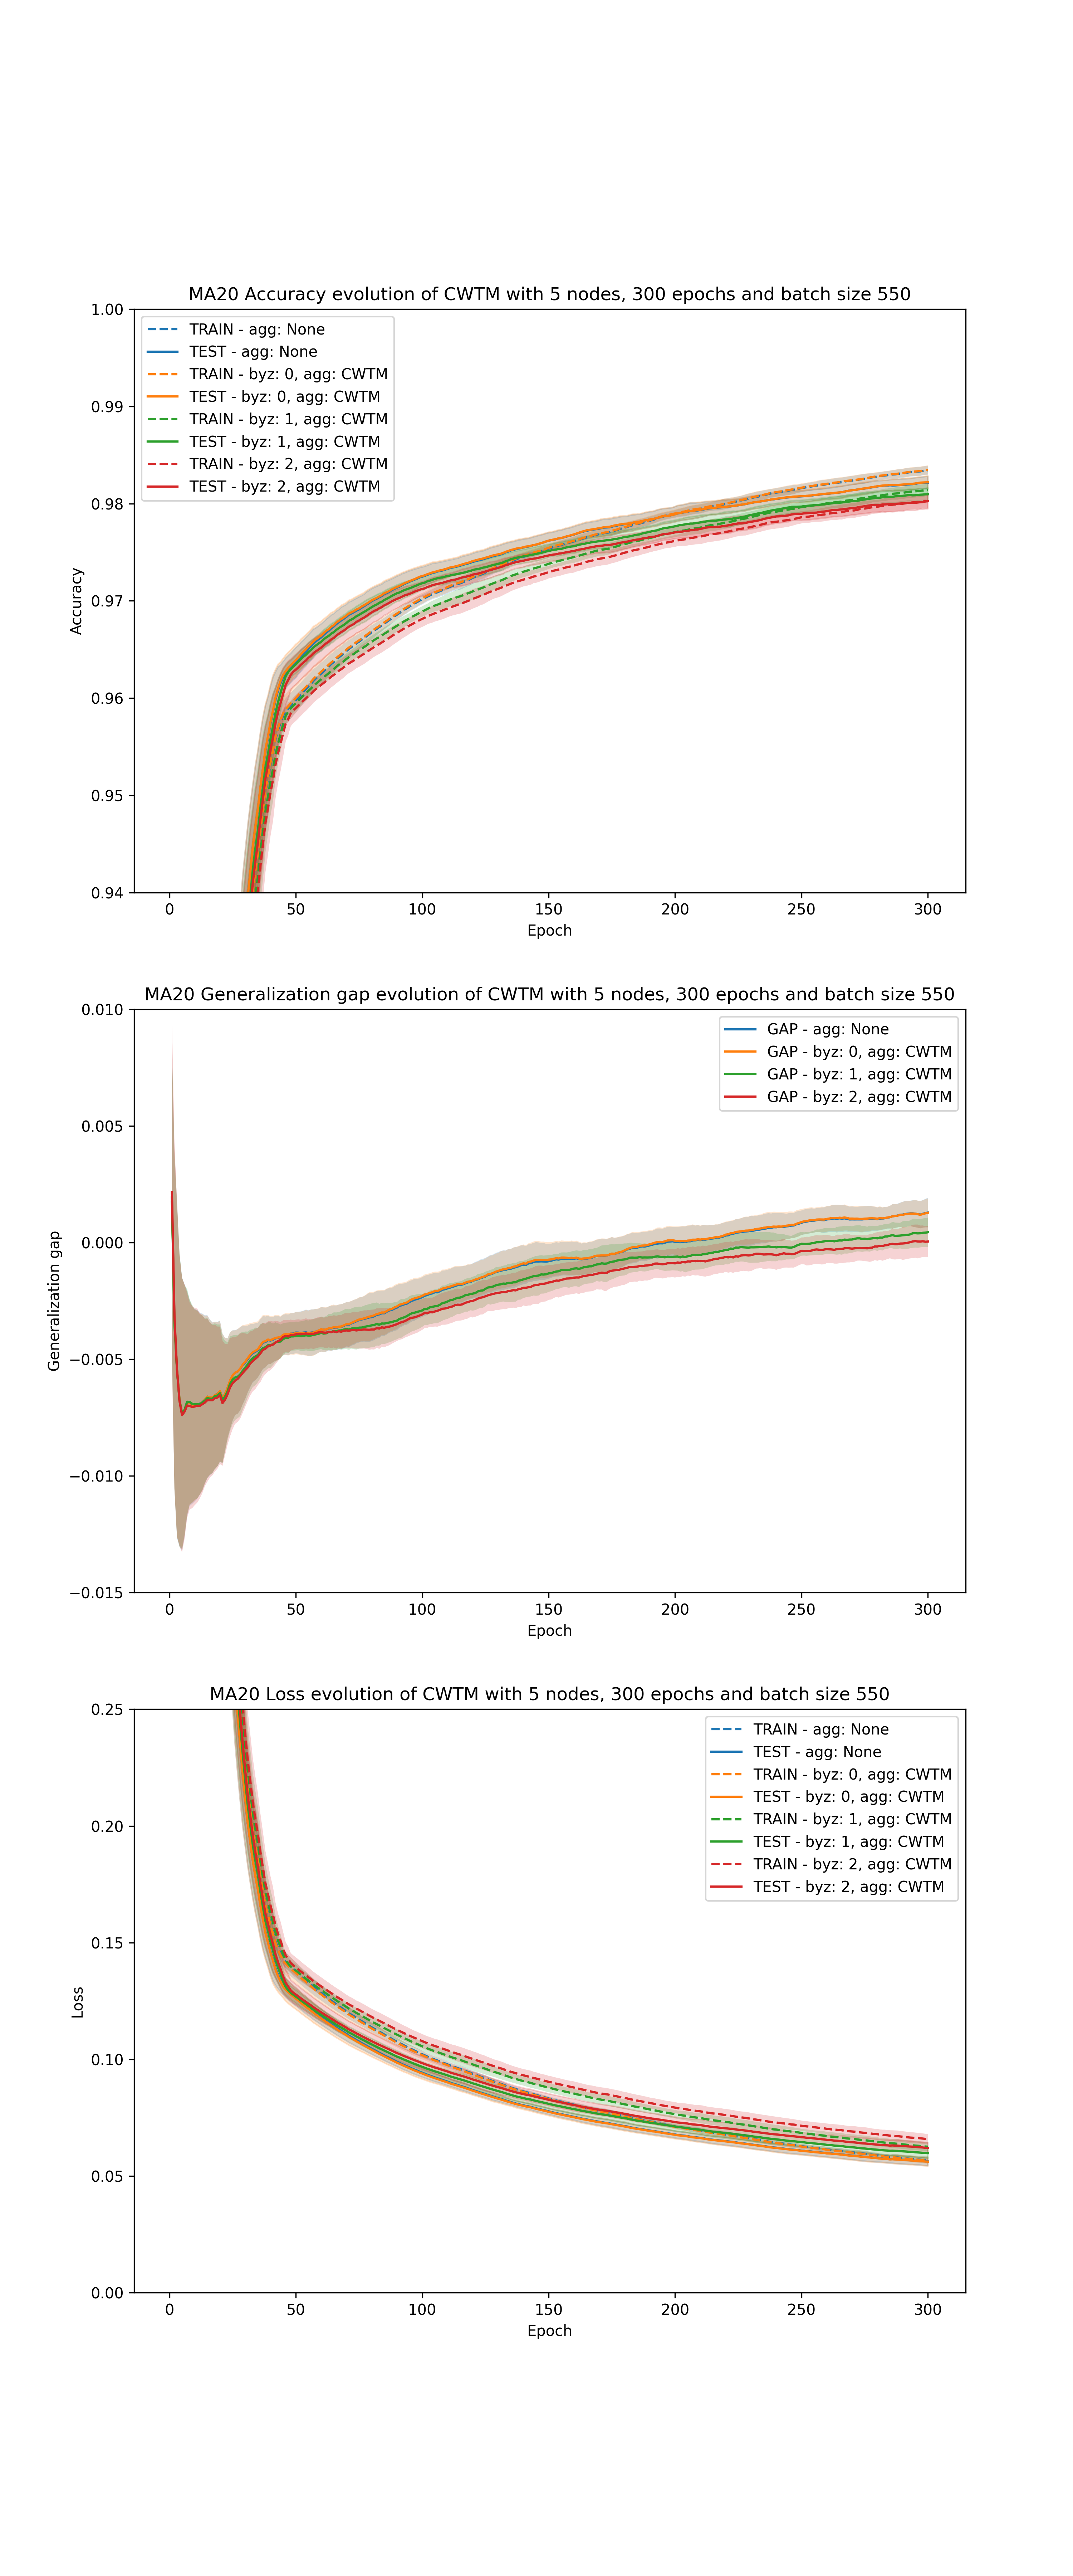 MA20 Accuracy evolution of CWTM with 5 nodes, 300 epochs and batch size 550
1.00
0.99
0.98
0.97
0.96
0.95
0.94
Accuracy
TRAIN - agg: None
TEST - agg: None
TRAIN - byz: 0, agg: CWTM
TEST - byz: 0, agg: CWTM
TRAIN - byz: 1, agg: CWTM
TEST - byz: 1, agg: CWTM
TRAIN - byz: 2, agg: CWTM
TEST - byz: 2, agg: CWTM
0 50 100 150 200 250 300
Epoch
MA20 Generalization gap evolution of CWTM with 5 nodes, 300 epochs and batch size 550
0.010
0.005
0.000
−0.005
−0.010
−0.015
Generalization gap
GAP - agg: None
GAP - byz: 0, agg: CWTM
GAP - byz: 1, agg: CWTM
GAP - byz: 2, agg: CWTM
0 50 100 150 200 250 300
Epoch
MA20 Loss evolution of CWTM with 5 nodes, 300 epochs and batch size 550
0.25
0.20
0.15
0.10
0.05
0.00
Loss
TRAIN - agg: None
TEST - agg: None
TRAIN - byz: 0, agg: CWTM
TEST - byz: 0, agg: CWTM
TRAIN - byz: 1, agg: CWTM
TEST - byz: 1, agg: CWTM
TRAIN - byz: 2, agg: CWTM
TEST - byz: 2, agg: CWTM
0 50 100 150 200 250 300
Epoch